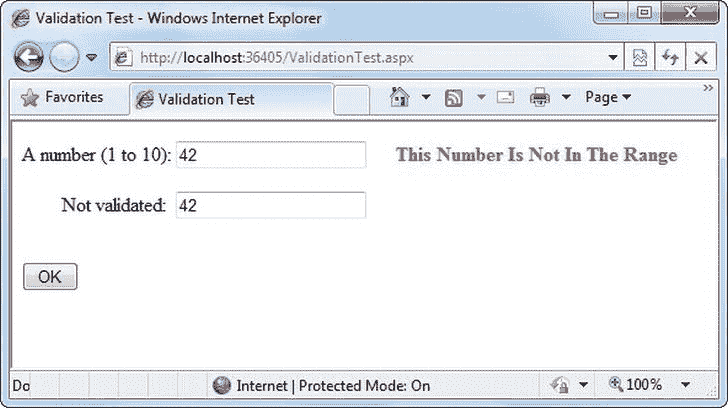 Validation Test - Windows Internet Explorer
http://localhost:36405/ValidationTest.aspx
Favorites
Validation Test
Page
»
A number (1 to 10): 42 This Number Is Not In The Range
Not validated: 42
OK
Do
Internet | Protected Mode: On
100%